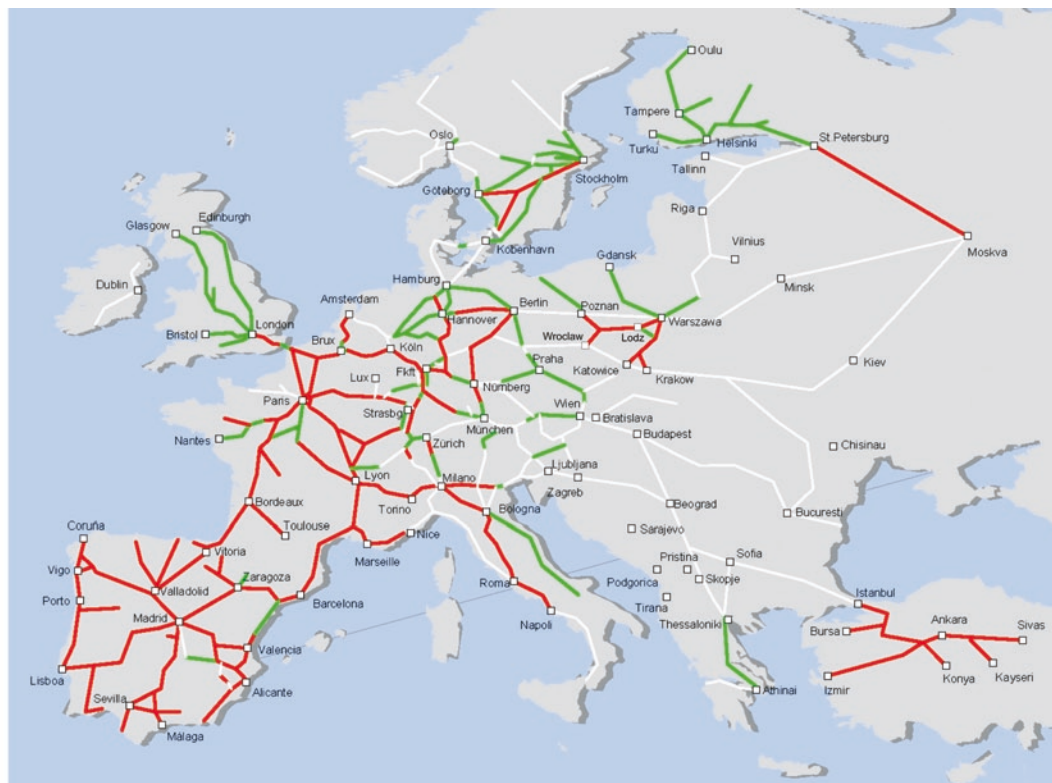 Oulu
Tampere
Turku
Helsinki
St Petersburg
Tallinn
Oslo
Stockholm
Göteborg
Riga
Vilnius
Moskva
Edinburgh
Glasgow
Kobenhavn
Gdansk
Minsk
Dublin
Hamburg
Amsterdam
Berlin
Poznan
Hannover
Warszawa
Bristol
London
Brux
Köln
Wroclaw
Lodz
Lux
Fkft
Praha
Katowice
Krakow
Kiev
Nürnberg
Paris
Strasbg
Wien
Bratislava
München
Nantes
Zürich
Budapest
Chisinau
Lyon
Milano
Ljubljana
Torino
Zagreb
Bordeaux
Bologna
Beograd
Bucuresti
Toulouse
Nice
Sarajevo
Coruña
Marseille
Vitoria
Pristina
Sofia
Vigo
Zaragoza
Podgorica
Skopje
Roma
Valladolid
Barcelona
Tirana
Istanbul
Porto
Napoli
Madrid
Thessaloniki
Bursa
Ankara
Sivas
Valencia
Lisboa
Konya
Kayseri
Sevilla
Alicante
Izmir
Athinai
Málaga